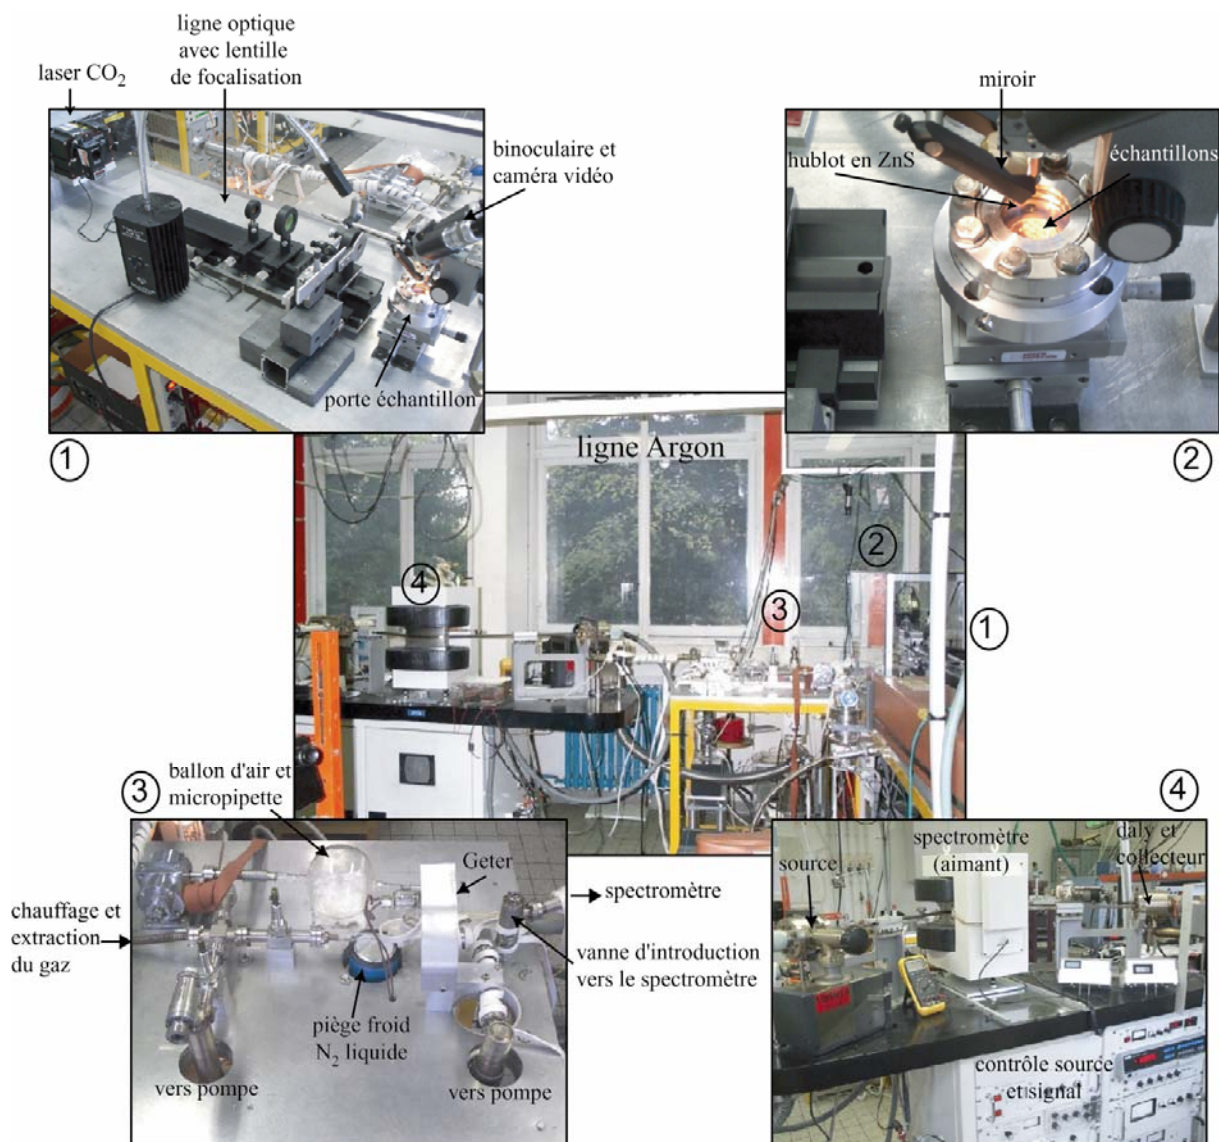 ligne optique
avec lentille
de focalisation
laser CO2
binoculaire et
caméra vidéo
porte échantillon
1
miroir
hublot en ZnS
échantillons
2
ligne Argon
4
3
2
1
3
ballon d'air et
micropipette
Geter
chauffage et
extraction
du gaz
spectromètre
vanne d'introduction
vers le spectromètre
piège froid
N2 liquide
vers pompe
vers pompe
4
source
spectromètre
(aimant)
daly et
collecteur
contrôle source
et signal